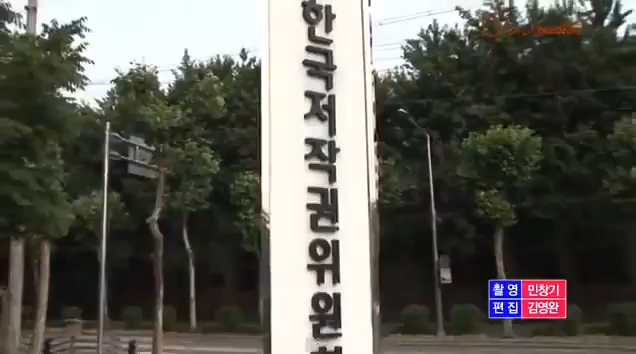 한국저작권위원
촬 영 민창기
편 집 김영완